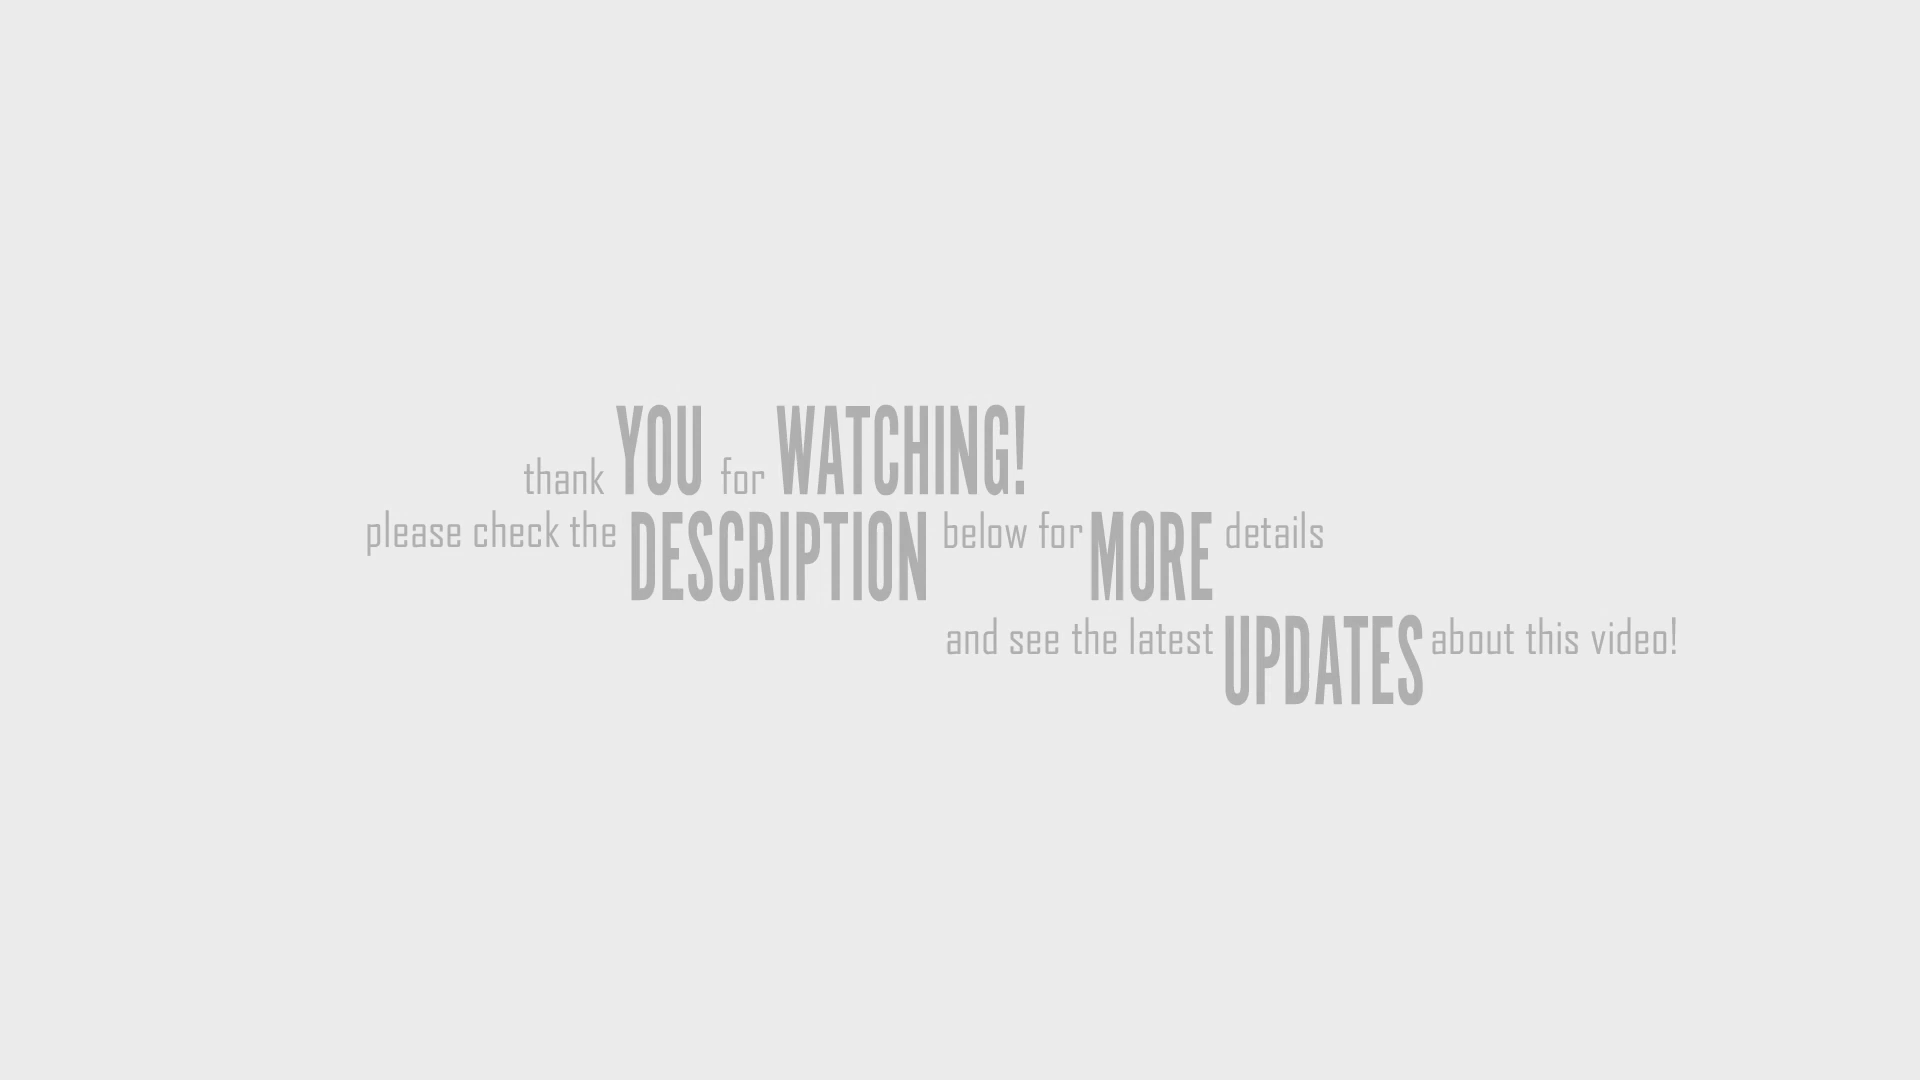 thank YOU for WATCHING!
please check the DESCRIPTION below for MORE details
and see the latest UPDATES about this video!